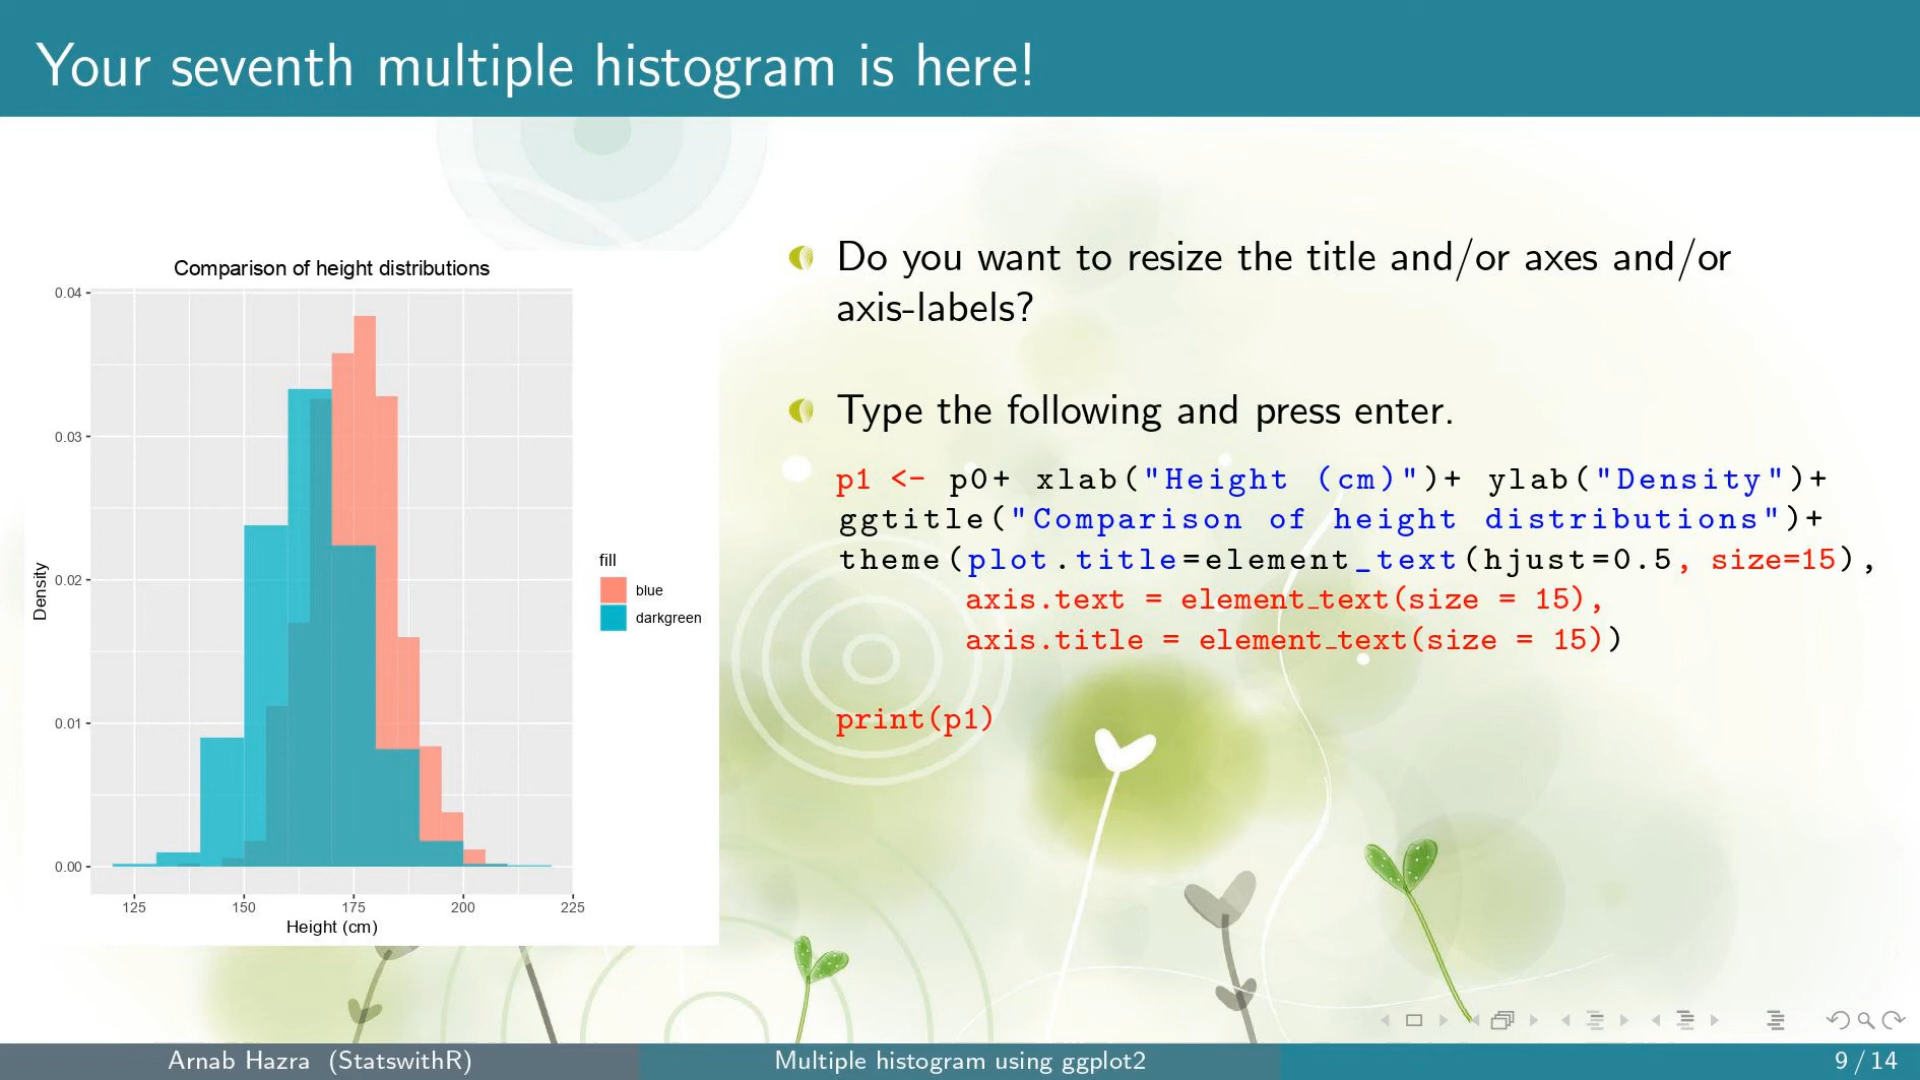 Your seventh multiple histogram is here!
Comparison of height distributions
0.04
0.03
0.02
0.01
0.00
Density
125 150 175 200 225
Height (cm)
fill
blue
darkgreen
Do you want to resize the title and/or axes and/or
axis-labels?
Type the following and press enter.
p1 <- p0+ xlab("Height (cm)")+ ylab("Density")+
ggtitle("Comparison of height distributions")+
theme(plot.title=element_text(hjust=0.5, size=15),
axis.text = element_text(size = 15),
axis.title = element_text(size = 15))
print(p1)
Arnab Hazra (StatswithR)
Multiple histogram using ggplot2
9 / 14